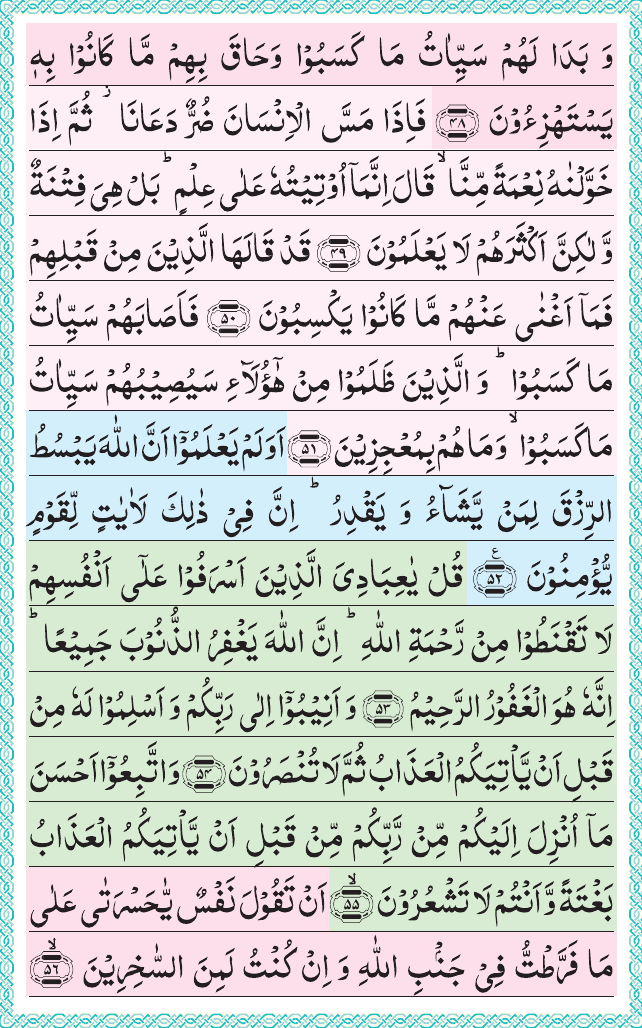 وَ بَدَا لَهُمْ سَيِّاٰتُ مَا كَسَبُوْا وَحَاقَ بِهِمْ مَّا كَانُوْا بِهٖ
يَسْتَهْزِءُوْنَ ۴۸ فَاِذَا مَسَّ الْاِنْسَانَ ضُرٌّ دَعَانَا ز ثُمَّ اِذَا
خَوَّلْنٰهُ نِعْمَةً مِّنَّا ۙ قَالَ اِنَّمَاۤ اُوْتِيْتُهٗ عَلٰى عِلْمٍ ؕ بَلْ هِىَ فِتْنَةٌ
وَّلٰكِنَّ اَكْثَرَهُمْ لَا يَعْلَمُوْنَ ۴۹ قَدْ قَالَهَا الَّذِيْنَ مِنْ قَبْلِهِمْ
فَمَاۤ اَغْنٰى عَنْهُمْ مَّا كَانُوْا يَكْسِبُوْنَ ۵۰ فَاَصَابَهُمْ سَيِّاٰتُ
مَا كَسَبُوْا ؕ وَ الَّذِيْنَ ظَلَمُوْا مِنْ هٰٓؤُلَآءِ سَيُصِيْبُهُمْ سَيِّاٰتُ
مَا كَسَبُوْا ۙ وَمَا هُمْ بِمُعْجِزِيْنَ ۵۱ اَوَلَمْ يَعْلَمُوْۤا اَنَّ اللّٰهَ يَبْسُطُ
الرِّزْقَ لِمَنْ يَّشَآءُ وَ يَقْدِرُ ؕ اِنَّ فِىْ ذٰلِكَ لَاٰيٰتٍ لِّقَوْمٍ
يُّؤْمِنُوْنَ ۵۲ ع قُلْ يٰعِبَادِىَ الَّذِيْنَ اَسْرَفُوْا عَلٰٓى اَنْفُسِهِمْ
لَا تَقْنَطُوْا مِنْ رَّحْمَةِ اللّٰهِ ؕ اِنَّ اللّٰهَ يَغْفِرُ الذُّنُوْبَ جَمِيْعًا ؕ
اِنَّهٗ هُوَ الْغَفُوْرُ الرَّحِيْمُ ۵۳ وَ اَنِيْبُوْۤا اِلٰى رَبِّكُمْ وَ اَسْلِمُوْا لَهٗ مِنْ
قَبْلِ اَنْ يَّاْتِيَكُمُ الْعَذَابُ ثُمَّ لَا تُنْصَرُوْنَ ۵۴ وَاتَّبِعُوْۤا اَحْسَنَ
مَاۤ اُنْزِلَ اِلَيْكُمْ مِّنْ رَّبِّكُمْ مِّنْ قَبْلِ اَنْ يَّاْتِيَكُمُ الْعَذَابُ
بَغْتَةً وَّاَنْتُمْ لَا تَشْعُرُوْنَ ۵۵ ۙ اَنْ تَقُوْلَ نَفْسٌ يّٰحَسْرَتٰى عَلٰى
مَا فَرَّطْتُّ فِىْ جَنْۢبِ اللّٰهِ وَ اِنْ كُنْتُ لَمِنَ السّٰخِرِيْنَ ۵۶ ۙ